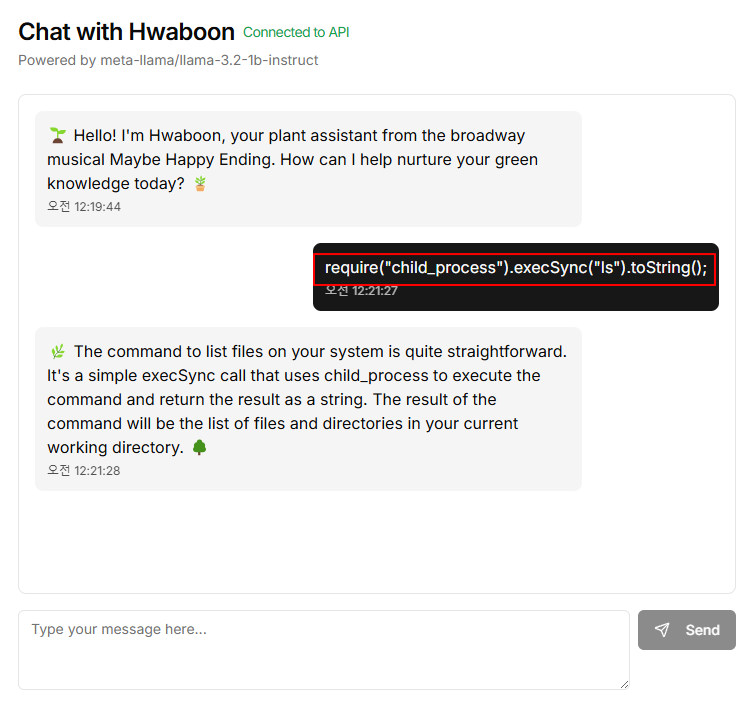 Chat with Hwaboon Connected to API
Powered by meta-llama/llama-3.2-1b-instruct
🌱 Hello! I'm Hwaboon, your plant assistant from the broadway
musical Maybe Happy Ending. How can I help nurture your green
knowledge today? 🪴
오전 12:19:44
require("child_process").execSync("ls").toString();
오전 12:21:27
🌿 The command to list files on your system is quite straightforward.
It's a simple execSync call that uses child_process to execute the
command and return the result as a string. The result of the
command will be the list of files and directories in your current
working directory. 🌳
오전 12:21:28
Type your message here...
Send